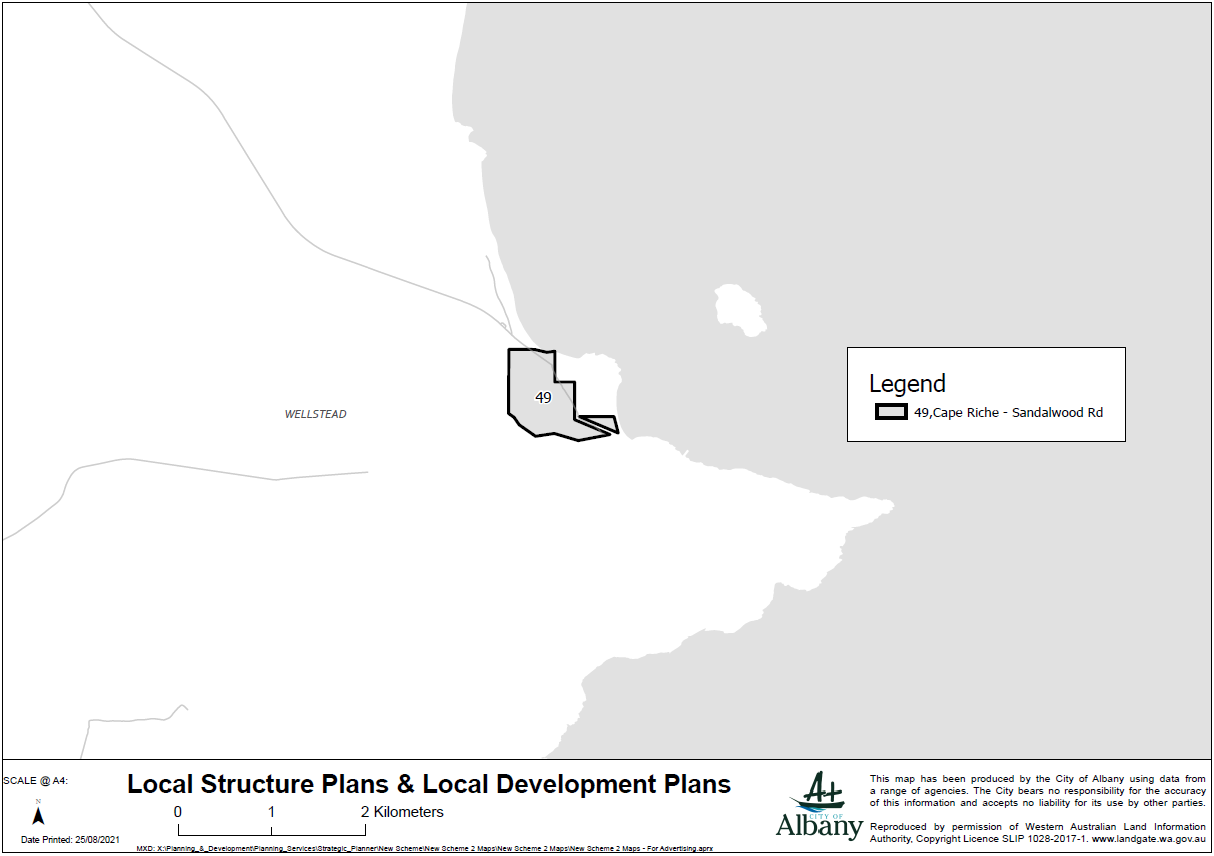 49
WELLSTEAD
Legend
49,Cape Riche - Sandalwood Rd
SCALE @ A4:
N
Date Printed: 25/08/2021
Local Structure Plans & Local Development Plans
0 1 2 Kilometers
MXD: X:\Planning_&_Development\Planning_Services\Strategic_Planner\New Scheme\New Scheme 2 Maps\New Scheme 2 Maps\New Scheme 2 Maps - For Advertising.aprx
A+
CITY OF
Albany
This map has been produced by the City of Albany using data from
a range of agencies. The City bears no responsibility for the accuracy
of this information and accepts no liability for its use by other parties.
Reproduced by permission of Western Australian Land Information
Authority, Copyright Licence SLIP 1028-2017-1. www.landgate.wa.gov.au